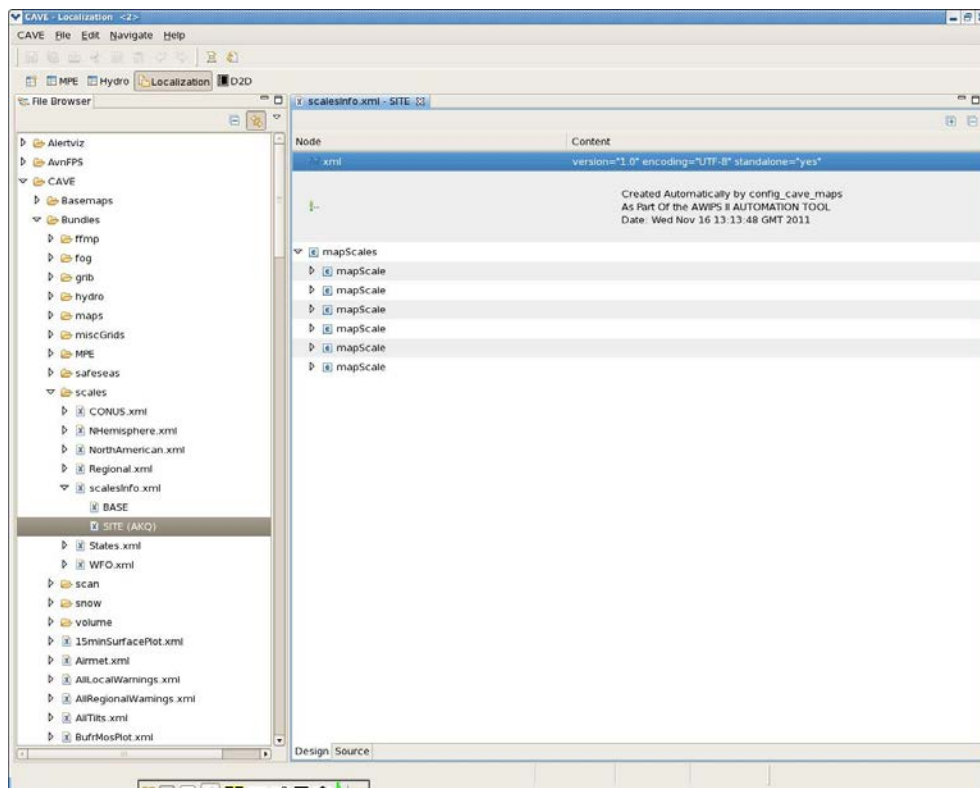 CAVE - Localization <2>
CAVE File Edit Navigate Help
MPE Hydro Localization D2D
File Browser
scalesInfo.xml - SITE
Alertviz
AvnFPS
CAVE
Basemaps
Bundles
ffmp
fog
grib
hydro
maps
miscGrids
MPE
safeseas
scales
CONUS.xml
NHemisphere.xml
NorthAmerican.xml
Regional.xml
scalesInfo.xml
BASE
SITE (AKQ)
States.xml
WFO.xml
scan
snow
volume
15minSurfacePlot.xml
Airmet.xml
AllLocalWarnings.xml
AllRegionalWarnings.xml
AllTilts.xml
BufrMosPlot.xml
Node Content
xml version="1.0" encoding="UTF-8" standalone="yes"
Created Automatically by config_cave_maps
As Part Of the AWIPS II AUTOMATION TOOL
Date: Wed Nov 16 13:13:48 GMT 2011
mapScales
mapScale
mapScale
mapScale
mapScale
mapScale
mapScale
Design Source